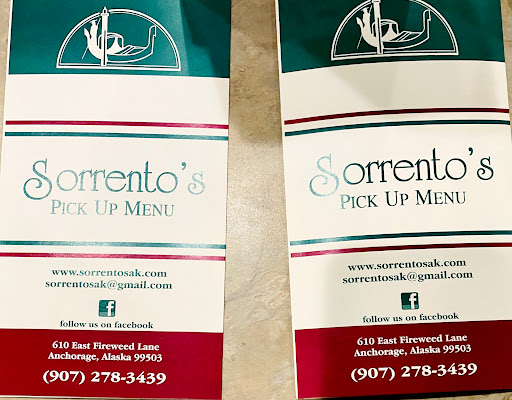 Sorrento's
PICK UP MENU
www.sorrentosak.com
sorrentosak@gmail.com
f
follow us on facebook
610 East Fireweed Lane
Anchorage, Alaska 99503
(907) 278-3439
Sorrento's
PICK UP MENU
www.sorrentosak.com
sorrentosak@gmail.com
f
follow us on facebook
610 East Fireweed Lane
Anchorage, Alaska 99503
(907) 278-3439